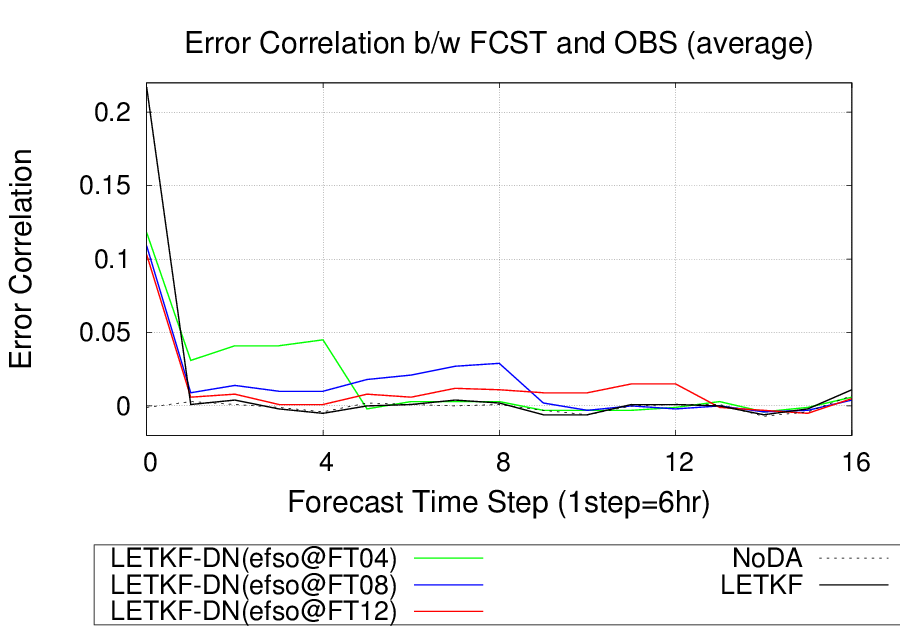 Error Correlation b/w FCST and OBS (average)
Error Correlation
0.2
0.15
0.1
0.05
0
0 4 8 12 16
Forecast Time Step (1step=6hr)
LETKF-DN(efso@FT04)
LETKF-DN(efso@FT08)
LETKF-DN(efso@FT12)
NoDA
LETKF